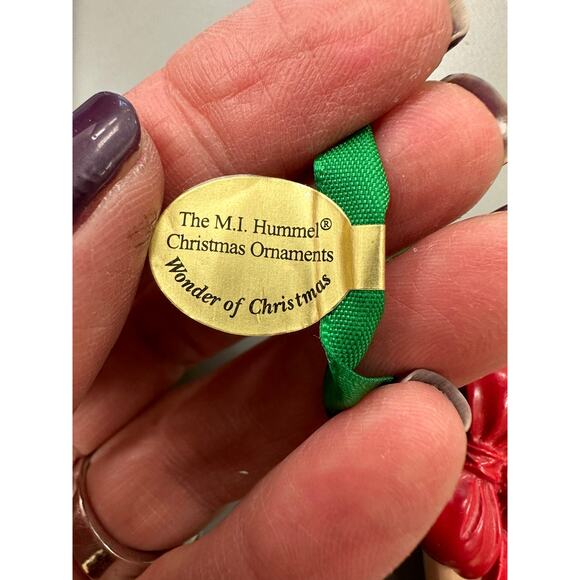 The M.I. Hummel®
Christmas Ornaments
Wonder of Christmas